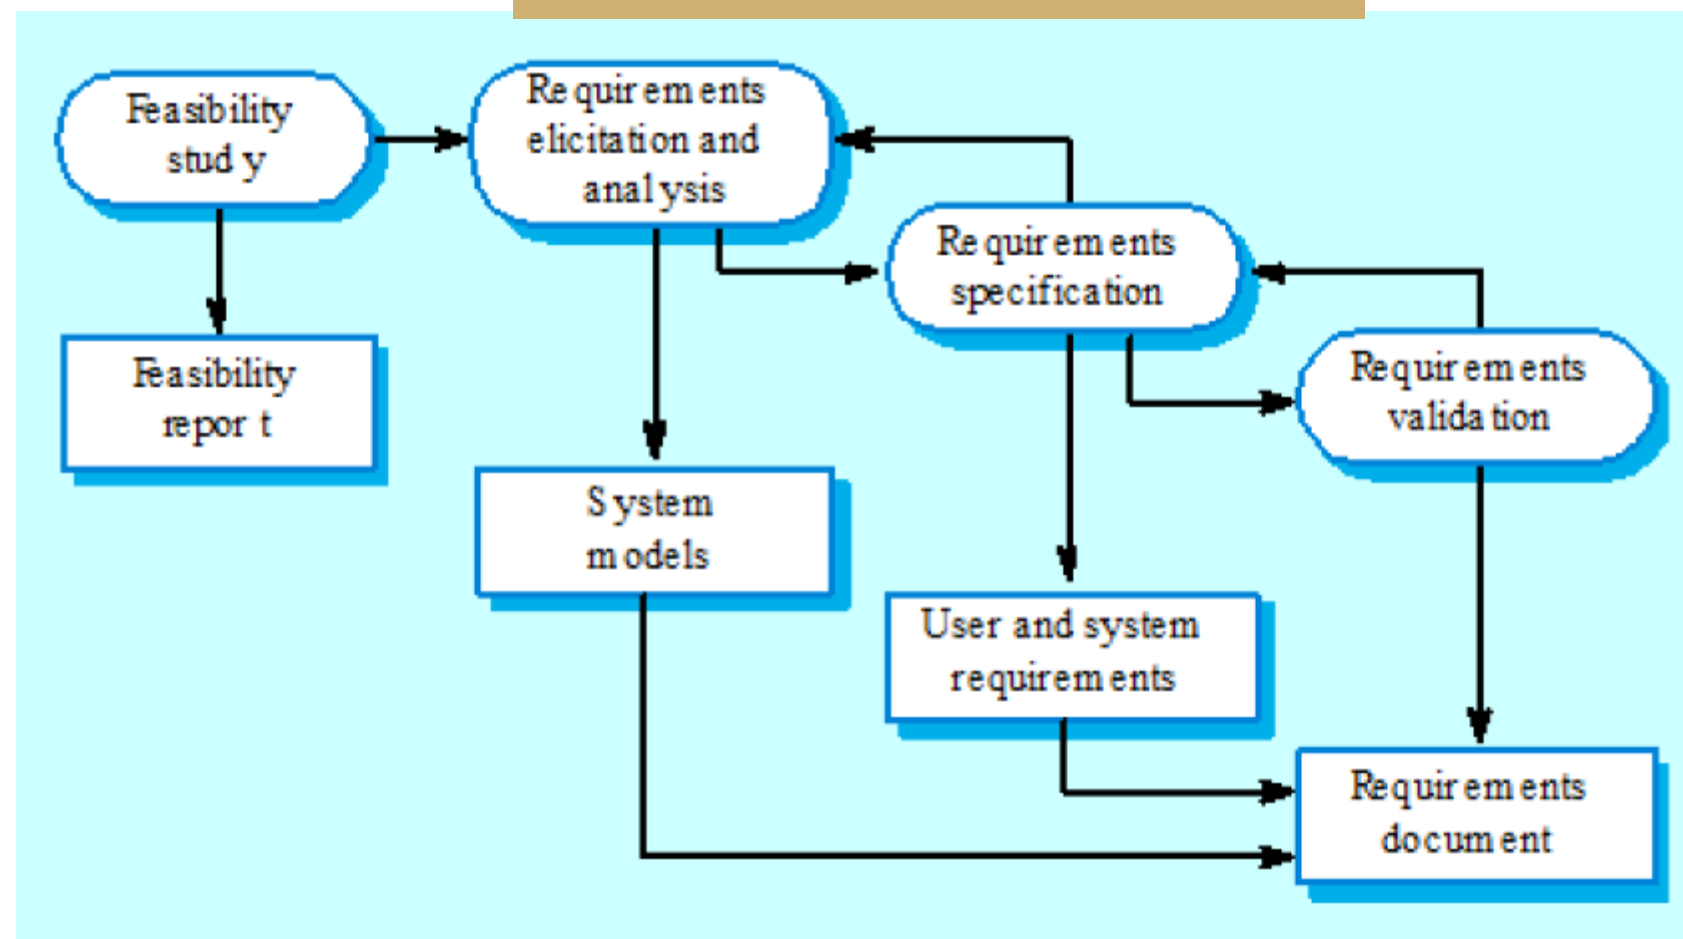 Feasibility
study
Requirements
elicitation and
analysis
Requirements
specification
Requirements
validation
Feasibility
report
System
models
User and system
requirements
Requirements
document